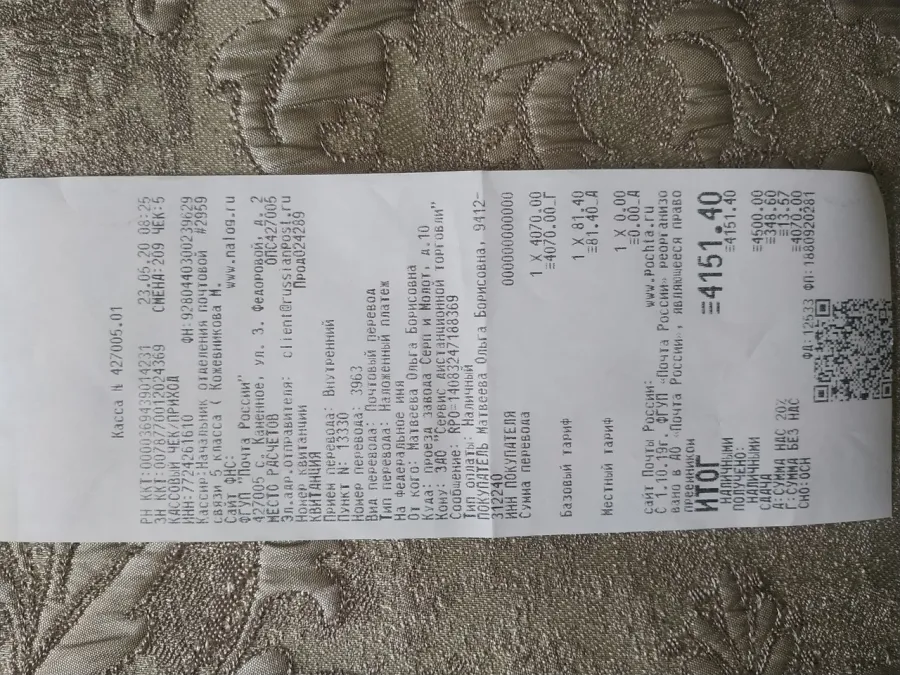 Касса № 427005.01
РН ККТ:0000369439014231 23.05.20 08:25
ЗН ККТ:0078770012024369 СМЕНА:209 ЧЕК:5
КАССОВЫЙ ЧЕК/ПРИХОД
ИНН:7724261610 ФН:9280440300239629
Кассир:Начальник отделения почтовой #2959
связи 5 класса ( Кожевникова М.
Сайт ФНС: www.nalog.ru
ФГУП "Почта России"
427005 с. Каменное, ул. З. Федоровой, д. 2
МЕСТО РАСЧЕТОВ ОПС427005
Эл.адр.отправителя: client@russianpost.ru
Номер квитанции Прод024289
КВИТАНЦИЯ
Прием перевода: Внутренний
Пункт N: 13330
Номер перевода: 3963
Вид перевода: Почтовый перевод
Тип перевода: Наложенный платеж
На Федеральное имя
От кого: Матвеева Ольга Борисовна
Куда: проезд завода Серп и Молот, д.10
Кому: ЗАО "Сервис дистанционной торговли"
Сообщение: RPO=14083247188369
Тип оплаты: Наличный
ПОКУПАТЕЛЬ Матвеева Ольга Борисовна, 9412-
312240
ИНН ПОКУПАТЕЛЯ 000000000000
Сумма перевода
1 X 4070.00
≡4070.00_Г
Базовый тариф
1 X 81.40
≡81.40_А
Местный тариф
1 X 0.00
≡0.00_А
сайт Почты России: www.Pochta.ru
С 1.10.19г. ФГУП «Почта России» реорганизо
вано в АО «Почта России», являющееся право
преемником
ИТОГ ≡4151.40
НАЛИЧНЫМИ ≡4151.40
ПОЛУЧЕНО:
НАЛИЧНЫМИ ≡4500.00
СДАЧА ≡348.60
А:СУММА НДС 20% ≡13.57
Г:СУММА БЕЗ НДС ≡4070.00
СНО:ОСН
ФД:12533 ФП:1880920281